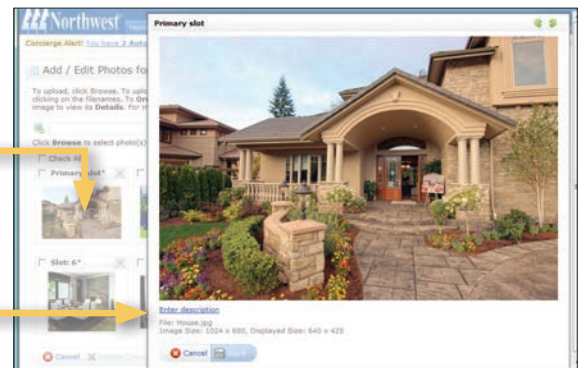 Northwest
Concierge Alert! You have 2 Auto
Add / Edit Photos fo
To upload, click Browse. To uplo
clicking on the filenames. To Or
image to view its Details. For m
Click Browse to select photo(s)
Check Al
Primary slot*
Slot: 6*
Cancel
Primary slot
Enter description
File: House.jpg
Image Size: 1024 x 680, Displayed Size: 640 x 425
Cancel
Save